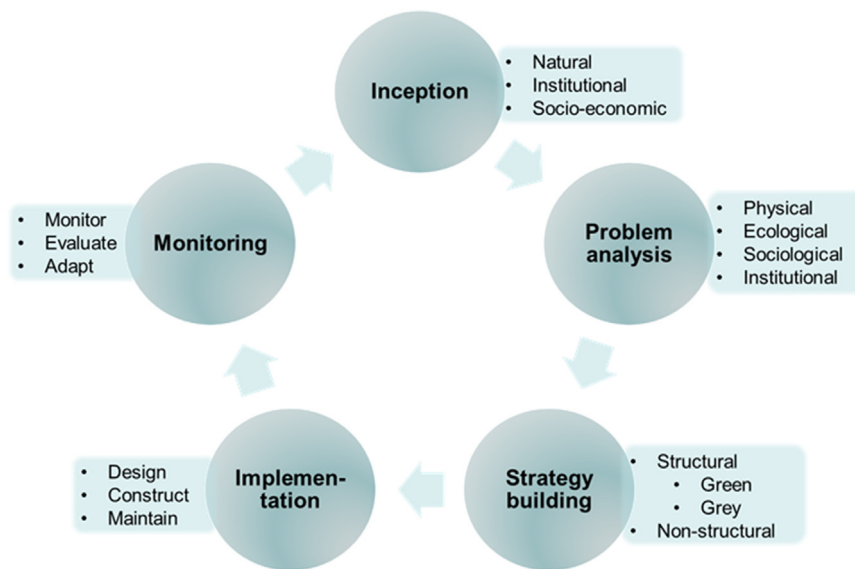 Inception
• Natural
• Institutional
• Socio-economic
Problem
analysis
• Physical
• Ecological
• Sociological
• Institutional
Strategy
building
• Structural
• Green
• Grey
• Non-structural
Implemen-
tation
• Design
• Construct
• Maintain
Monitoring
• Monitor
• Evaluate
• Adapt